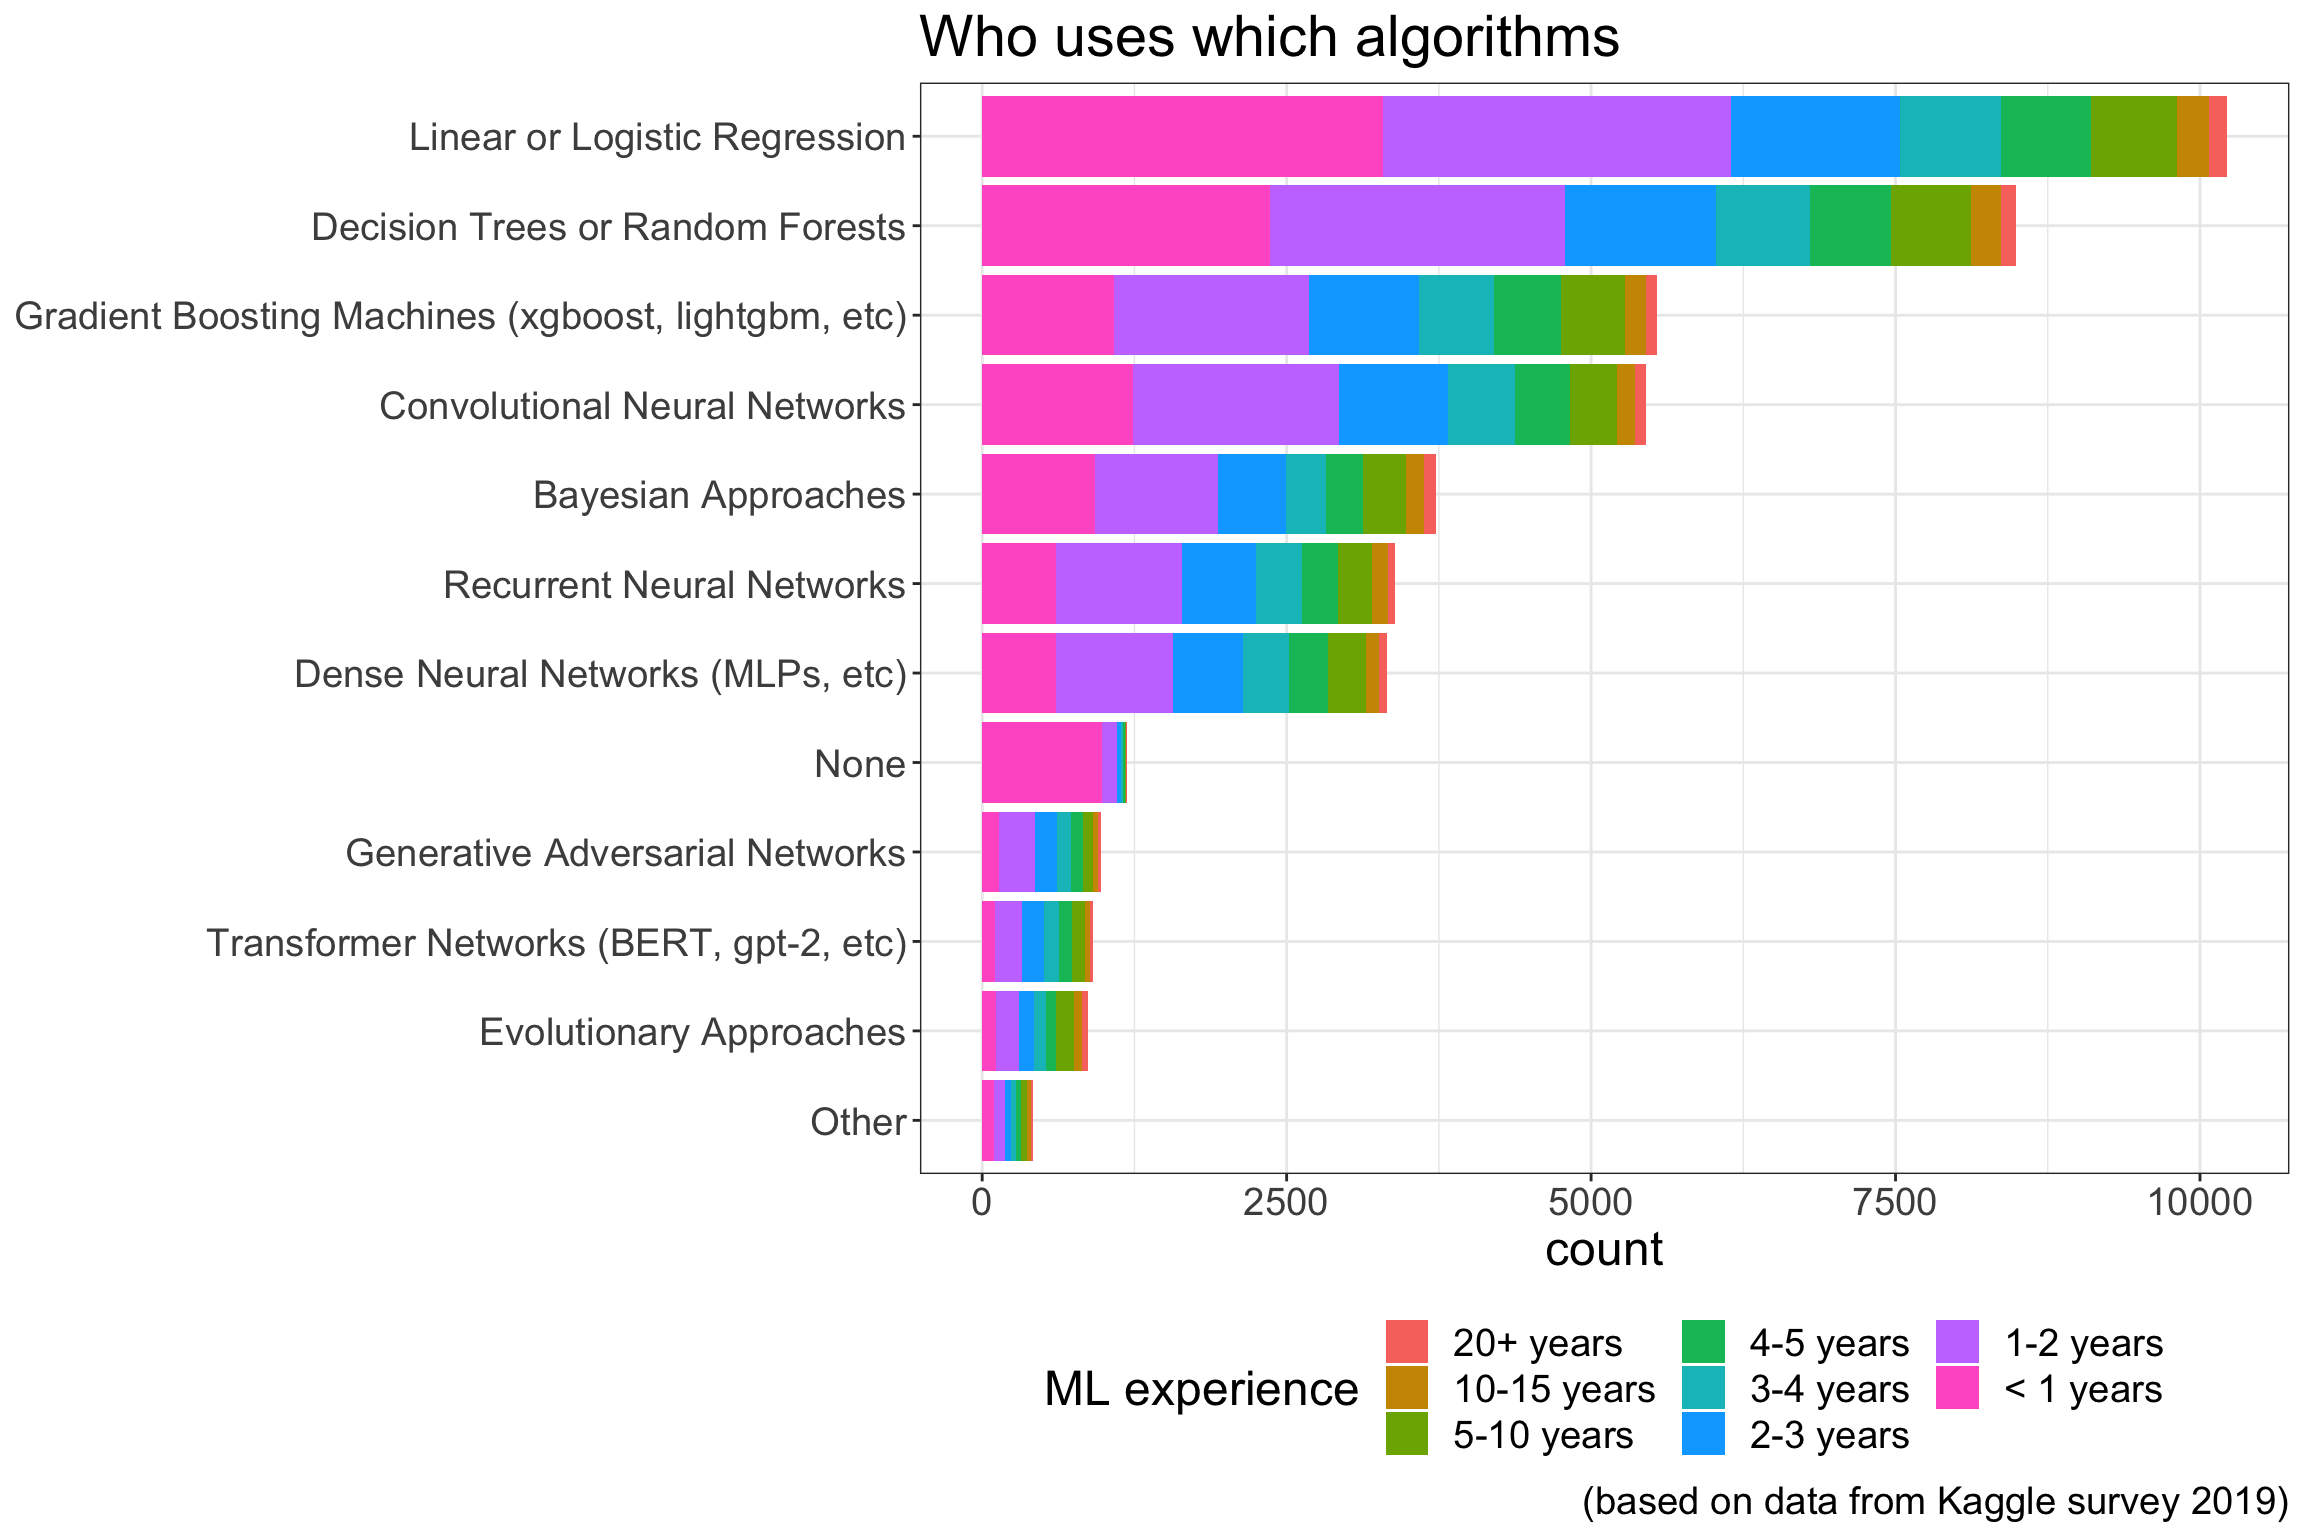 Who uses which algorithms
Linear or Logistic Regression
Decision Trees or Random Forests
Gradient Boosting Machines (xgboost, lightgbm, etc)
Convolutional Neural Networks
Bayesian Approaches
Recurrent Neural Networks
Dense Neural Networks (MLPs, etc)
None
Generative Adversarial Networks
Transformer Networks (BERT, gpt-2, etc)
Evolutionary Approaches
Other
0 2500 5000 7500 10000
count
ML experience
20+ years 4-5 years 1-2 years
10-15 years 3-4 years < 1 years
5-10 years 2-3 years
(based on data from Kaggle survey 2019)